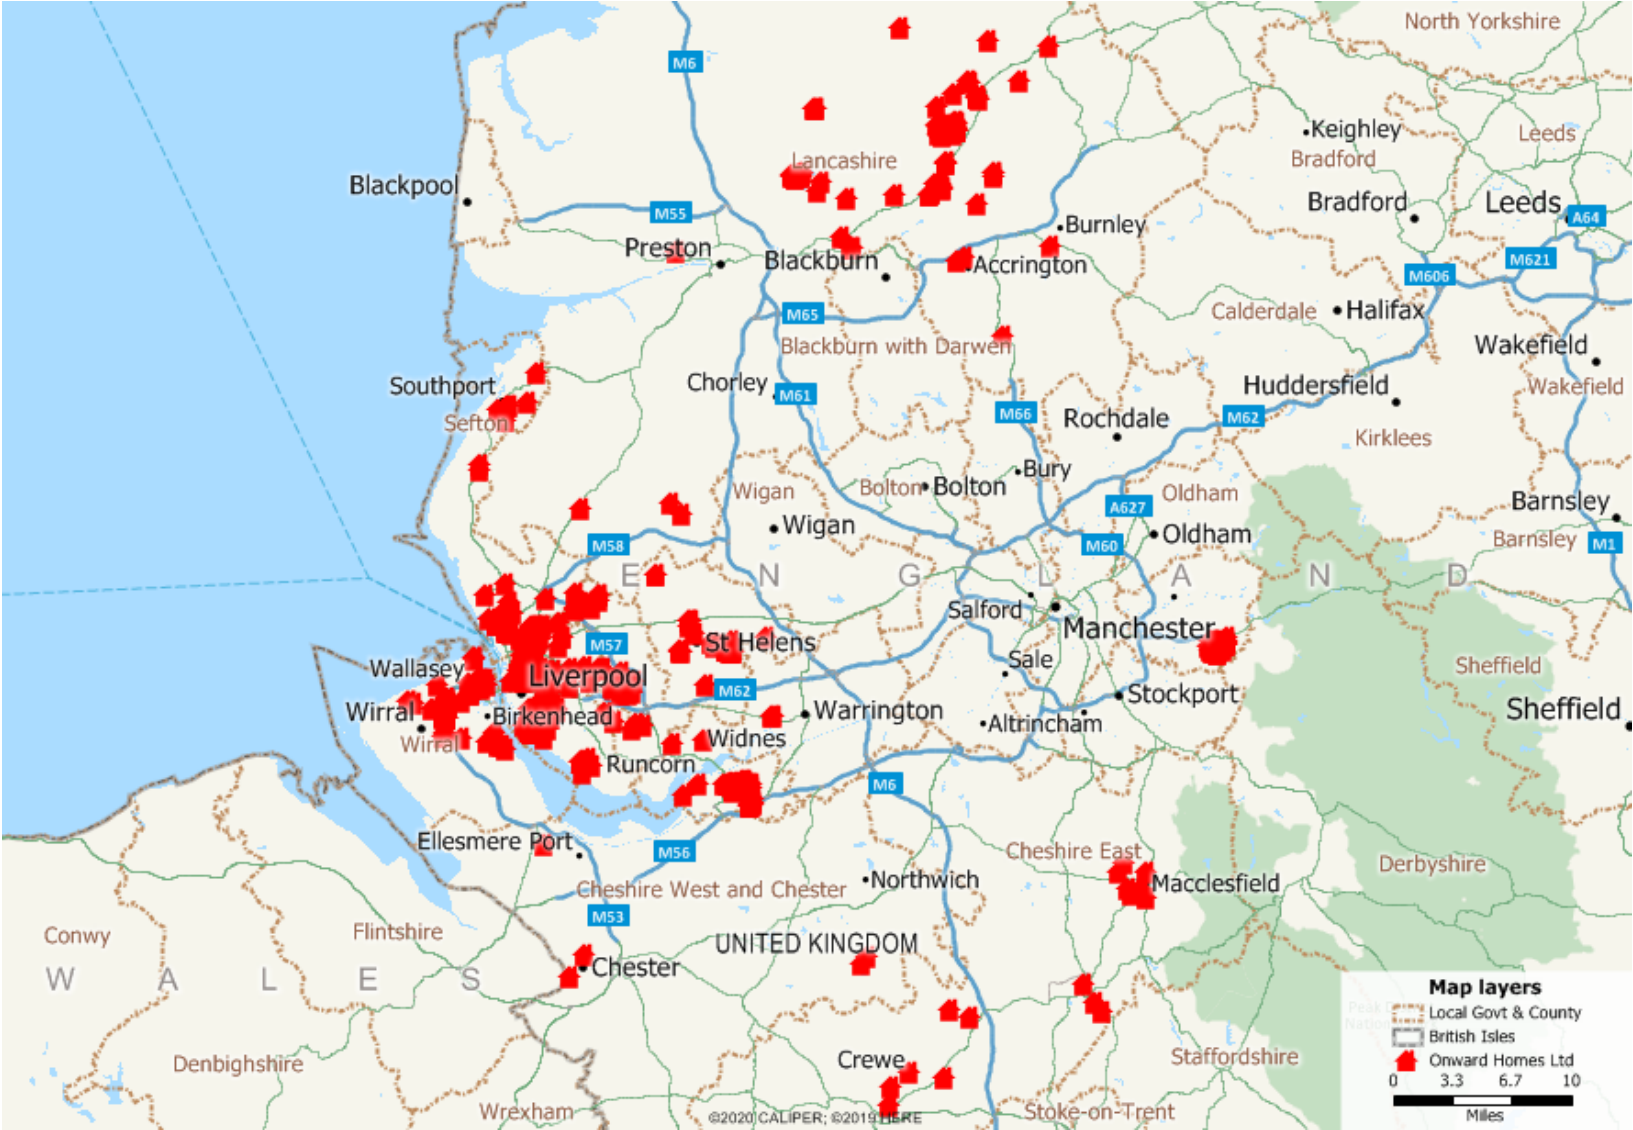 North Yorkshire
M6
Keighley
Leeds
Bradford
Lancashire
Blackpool
Bradford
Leeds
A64
M55
Burnley
Preston
Blackburn
Accrington
M621
M606
M65
Calderdale
Halifax
Blackburn with Darwen
Wakefield
Southport
Chorley
M61
Huddersfield
Wakefield
M66
Rochdale
M62
Sefton
Kirklees
Bury
Wigan
Bolton
Bolton
Oldham
A627
Barnsley
Wigan
Oldham
Barnsley
M1
M58
M60
E N G L A N D
Salford
Manchester
M57
St Helens
Sale
Wallasey
Liverpool
M62
Sheffield
Stockport
Wirral
Birkenhead
Warrington
Altrincham
Sheffield
Wirral
Widnes
Runcorn
M6
Ellesmere Port
M56
Cheshire East
Derbyshire
Northwich
Macclesfield
Cheshire West and Chester
M53
Conwy
Flintshire
UNITED KINGDOM
Chester
W A L E S
Map layers
Local Govt & County
British Isles
Onward Homes Ltd
0 3.3 6.7 10
Miles
Crewe
Staffordshire
Denbighshire
Wrexham
©2020 CALIPER; ©2019 HERE
Stoke-on-Trent